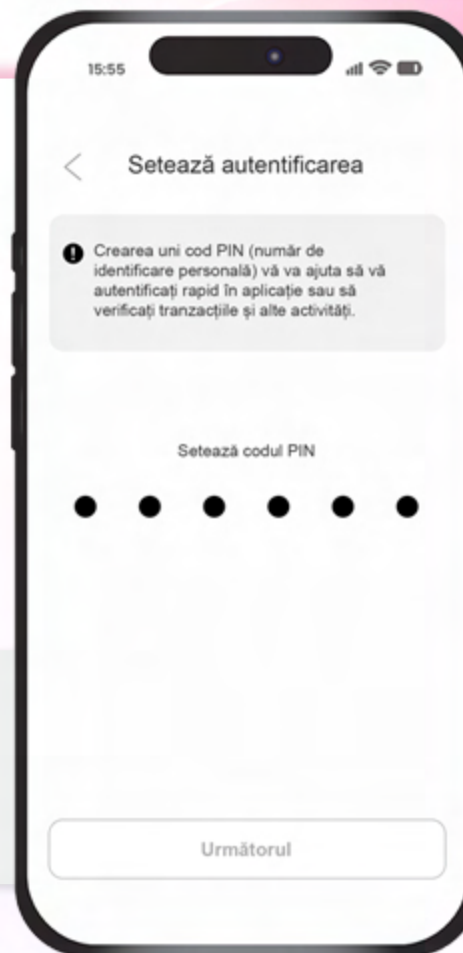 15:55
Setează autentificarea
Crearea uni cod PIN (număr de
identificare personală) vă va ajuta să vă
autentificați rapid în aplicație sau să
verificați tranzacțiile și alte activități.
Setează codul PIN
Următorul